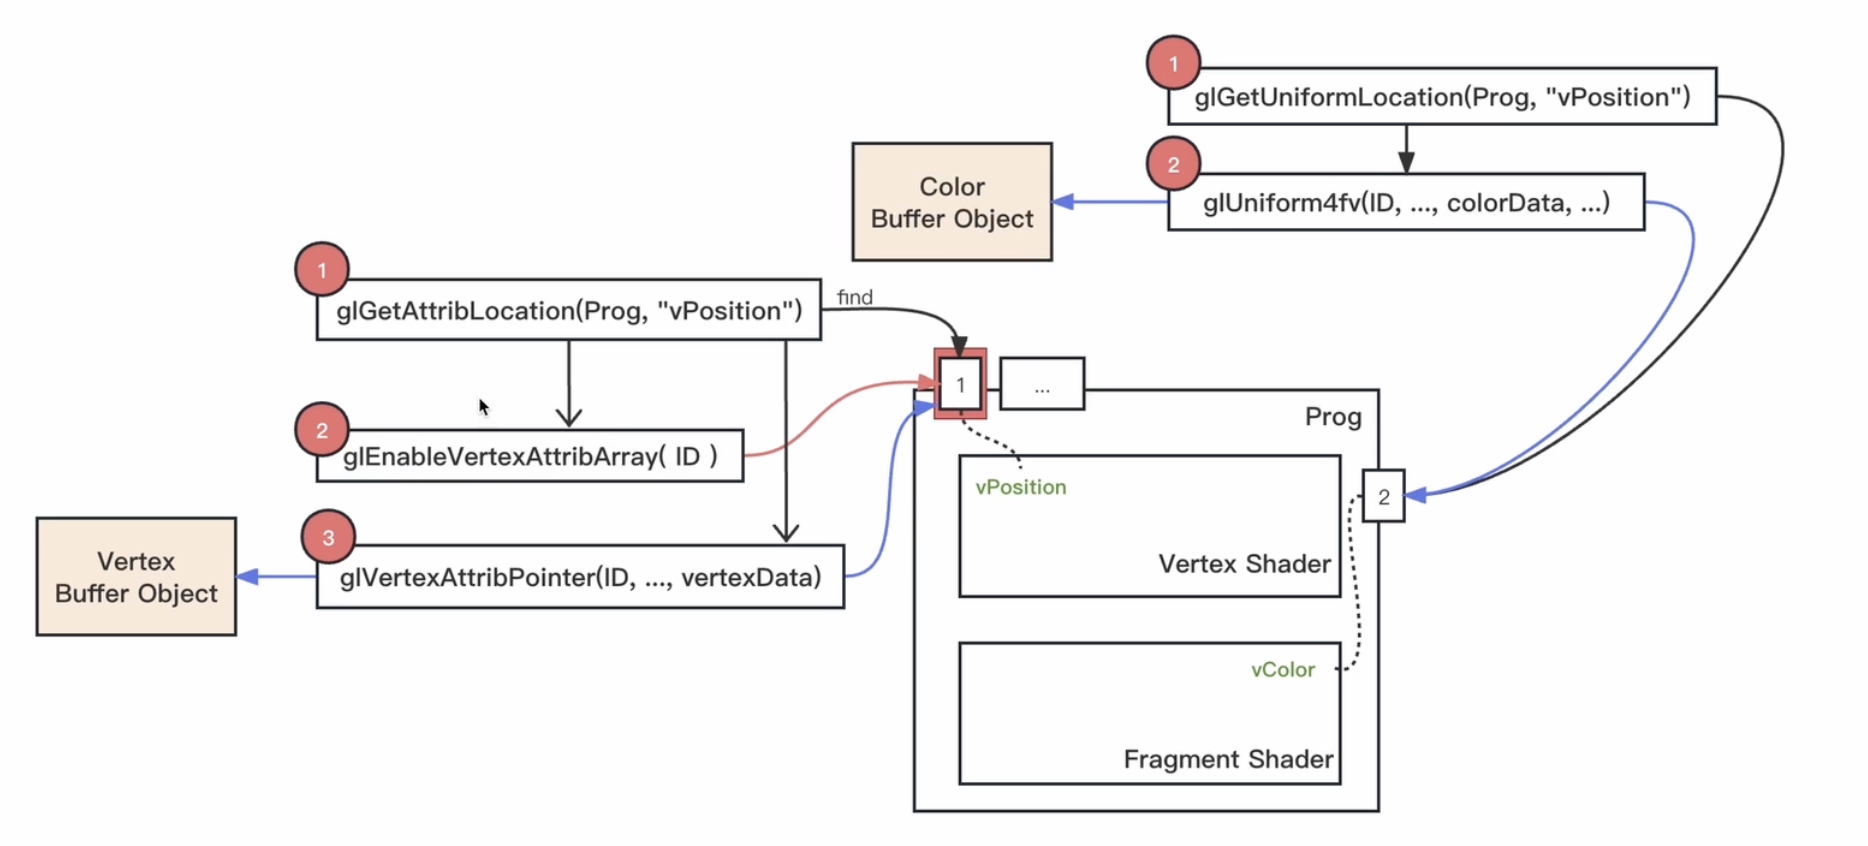 1
glGetUniformLocation(Prog, "vPosition")
2
glUniform4fv(ID, ..., colorData, ...)
Color
Buffer Object
1
glGetAttribLocation(Prog, "vPosition")
find
2
glEnableVertexAttribArray( ID )
3
glVertexAttribPointer(ID, ..., vertexData)
Vertex
Buffer Object
1
...
Prog
vPosition
Vertex Shader
2
vColor
Fragment Shader